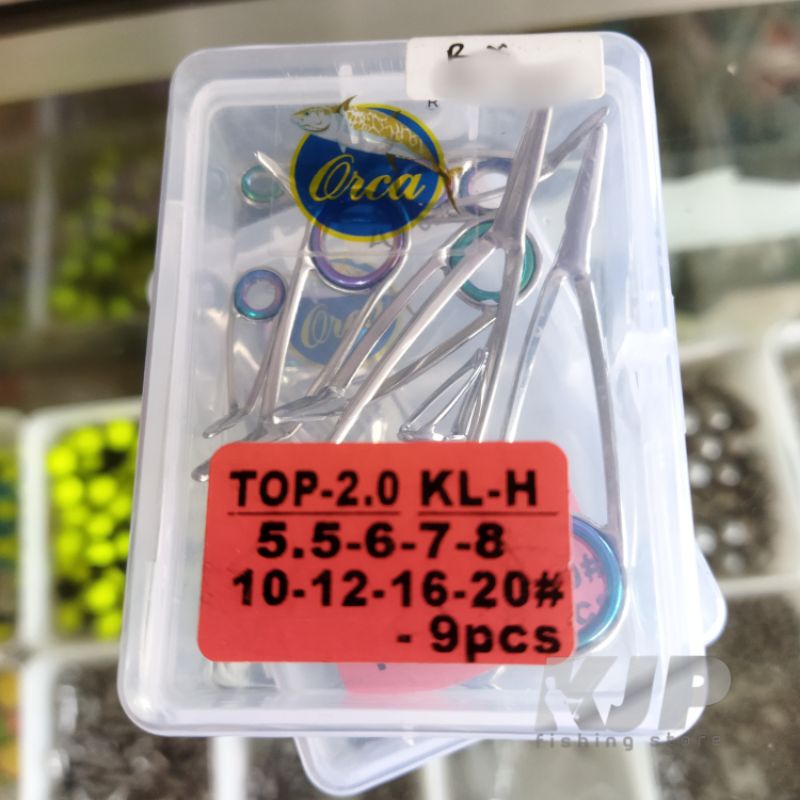 R
Orca
Orca
TOP-2.0 KL-H
5.5-6-7-8
10-12-16-20#
- 9pcs
KJP
fishing store